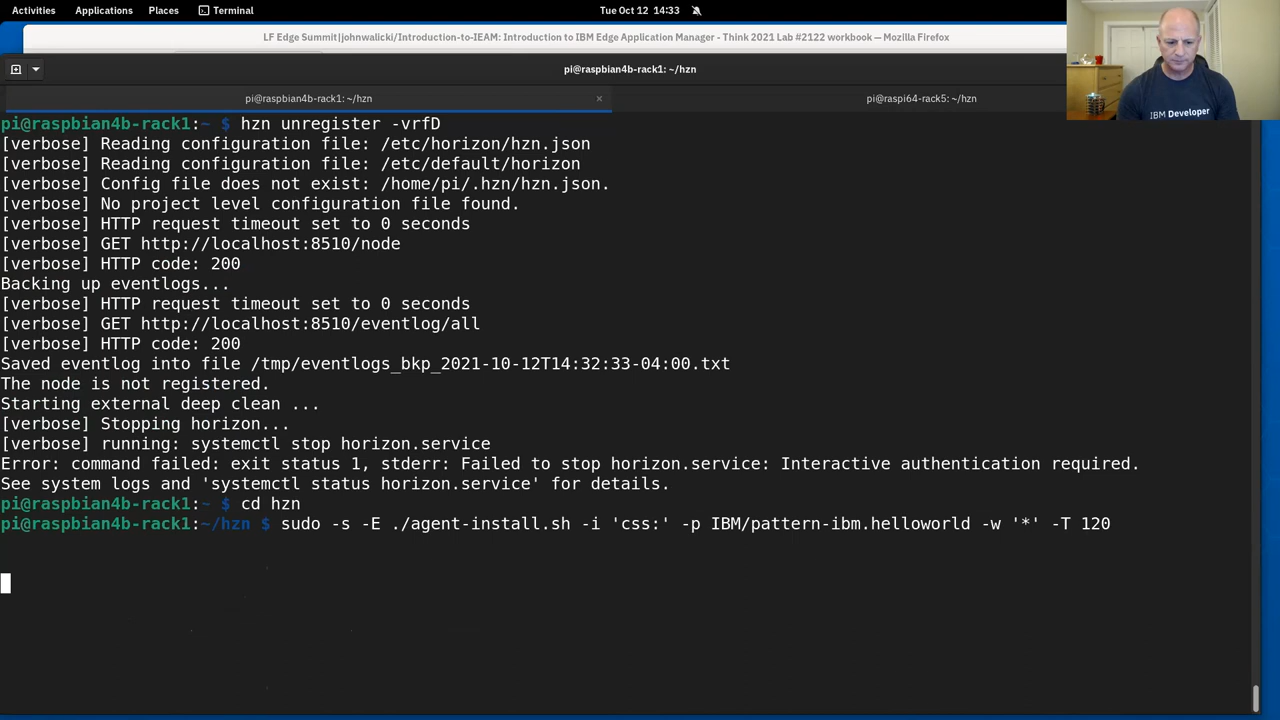 Activities Applications Places Terminal Tue Oct 12 14:33
LF Edge Summit|johnwalicki/Introduction-to-IEAM: Introduction to IBM Edge Application Manager - Think 2021 Lab #2122 workbook — Mozilla Firefox
pi@raspbian4b-rack1: ~/hzn
pi@raspbian4b-rack1: ~/hzn × pi@raspi64-rack5: ~/hzn
IBM Developer
pi@raspbian4b-rack1:~ $ hzn unregister -vrfD
[verbose] Reading configuration file: /etc/horizon/hzn.json
[verbose] Reading configuration file: /etc/default/horizon
[verbose] Config file does not exist: /home/pi/.hzn/hzn.json.
[verbose] No project level configuration file found.
[verbose] HTTP request timeout set to 0 seconds
[verbose] GET http://localhost:8510/node
[verbose] HTTP code: 200
Backing up eventlogs...
[verbose] HTTP request timeout set to 0 seconds
[verbose] GET http://localhost:8510/eventlog/all
[verbose] HTTP code: 200
Saved eventlog into file /tmp/eventlogs_bkp_2021-10-12T14:32:33-04:00.txt
The node is not registered.
Starting external deep clean ...
[verbose] Stopping horizon...
[verbose] running: systemctl stop horizon.service
Error: command failed: exit status 1, stderr: Failed to stop horizon.service: Interactive authentication required.
See system logs and 'systemctl status horizon.service' for details.
pi@raspbian4b-rack1:~ $ cd hzn
pi@raspbian4b-rack1:~/hzn $ sudo -s -E ./agent-install.sh -i 'css:' -p IBM/pattern-ibm.helloworld -w '*' -T 120